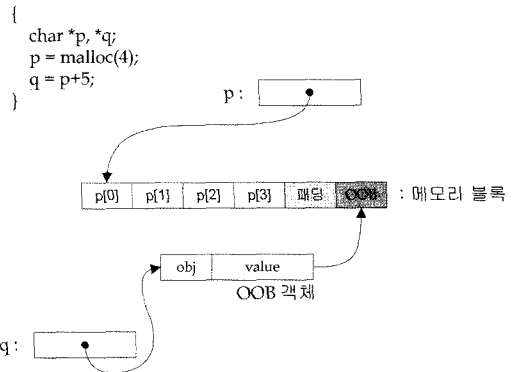 {
char *p, *q;
p = malloc(4);
q = p+5;
}
p :
p[0] p[1] p[2] p[3] 패딩 OOB : 메모리 블록
obj value
OOB 객체
q :